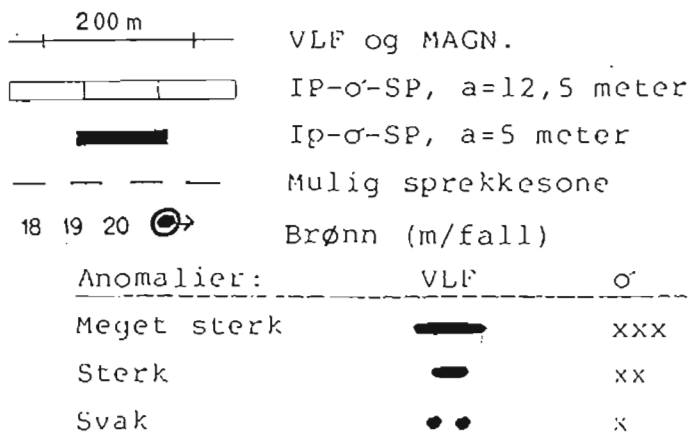 200m
VLF og MAGN.
IP-σ-SP, a=12,5 meter
Ip-σ-SP, a=5 meter
Mulig sprekkesone
18 19 20 Brønn (m/fall)
Anomalier: VLF σ
Meget sterk xxx
Sterk xx
Svak x